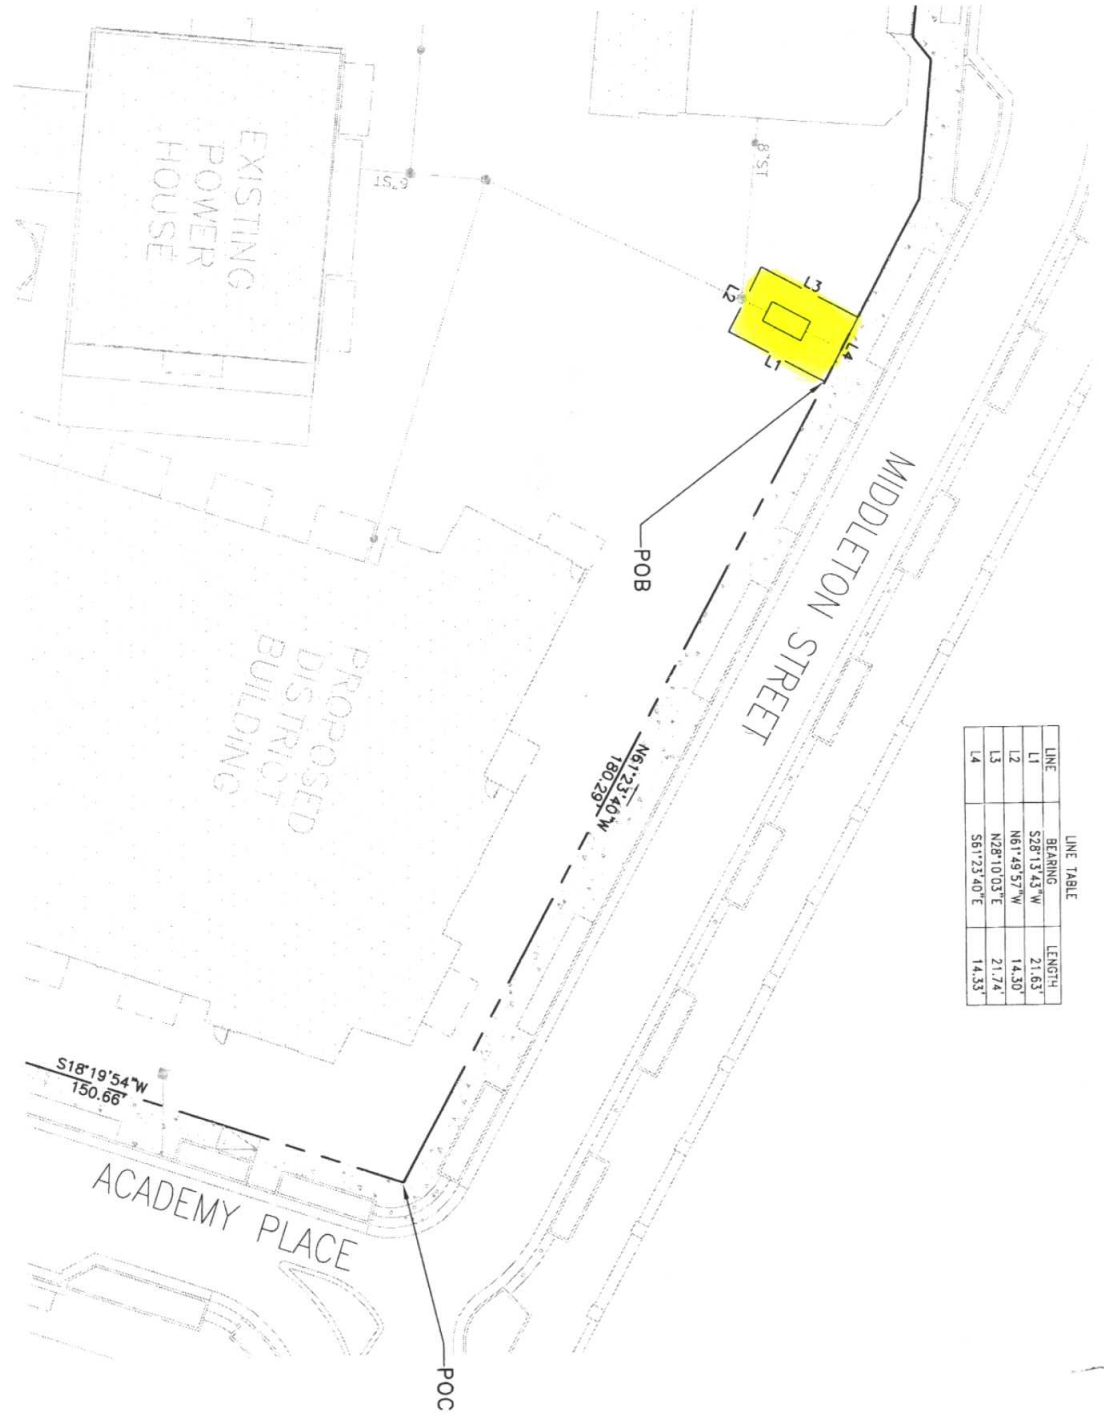 EXISTING
POWER
HOUSE
15,9
8"ST
L3
L2
L4
L1
MIDDLETON STREET
POB
PROPOSED
DISTRICT
BUILDING
N61°23'40"W
180.29'
LINE TABLE
LINE BEARING LENGTH
L1 S28°13'43"W 21.63'
L2 N61°49'57"W 14.30'
L3 N28°10'03"E 21.74'
L4 S61°23'40"E 14.33'
S18°19'54"W
150.66'
ACADEMY PLACE
POC